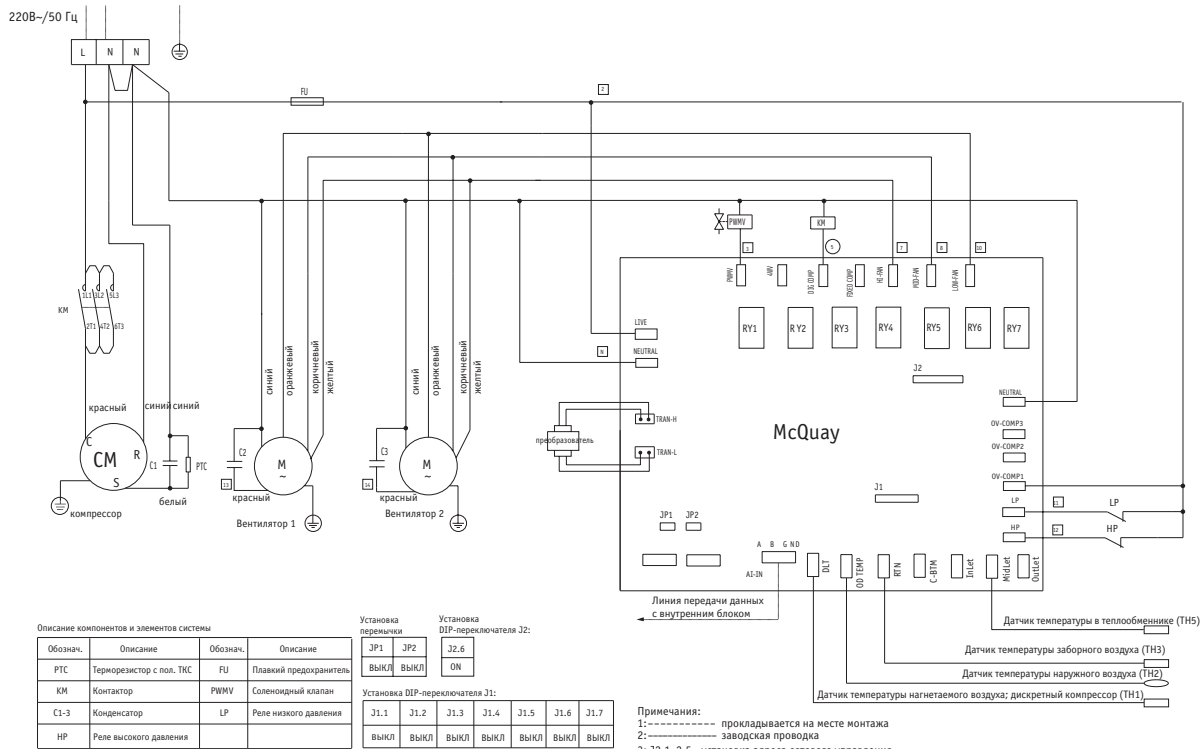 220В~/50 Гц
L N N
FU
2
PWMV
KM
3
5
7
8
10
PWMV
4WV
DIG COMP
FIXED COMP
HI-FAN
MID-FAN
LOW-FAN
KM
1L1 3L2 5L3
2T1 4T2 6T3
LIVE
N
NEUTRAL
RY1 RY2 RY3 RY4 RY5 RY6 RY7
J2
синий
оранжевый
коричневый
желтый
синий
оранжевый
коричневый
желтый
NEUTRAL
красный
синий синий
TRAN-H
преобразователь
TRAN-L
McQuay
OV-COMP3
OV-COMP2
OV-COMP1
C
CM
R
S
C1
PTC
C2
M
~
C3
M
~
13
14
J1
LP
11
LP
HP
12
HP
белый
красный
красный
компрессор
Вентилятор 1
Вентилятор 2
JP1 JP2
A B GND
AI-IN
DLT
OD TEMP
RTN
C-BTM
InLet
MidLet
OutLet
Линия передачи данных
с внутренним блоком
Датчик температуры в теплообменнике (TH5)
Датчик температуры заборного воздуха (TH3)
Датчик температуры наружного воздуха (TH2)
Датчик температуры нагнетаемого воздуха; дискретный компрессор (TH1)
Описание компонентов и элементов системы
Обознач. Описание Обознач. Описание
PTC Терморезистор с пол. ТКС FU Плавкий предохранитель
KM Контактор PWMV Соленоидный клапан
C1-3 Конденсатор LP Реле низкого давления
HP Реле высокого давления
Установка
перемычки
JP1 JP2
ВЫКЛ ВЫКЛ
Установка
DIP-переключателя J2:
J2.6
ON
Установка DIP-переключателя J1:
J1.1 J1.2 J1.3 J1.4 J1.5 J1.6 J1.7
ВЫКЛ ВЫКЛ ВЫКЛ ВЫКЛ ВЫКЛ ВЫКЛ ВЫКЛ
Примечания:
1:----------- прокладывается на месте монтажа
2:———— заводская проводка